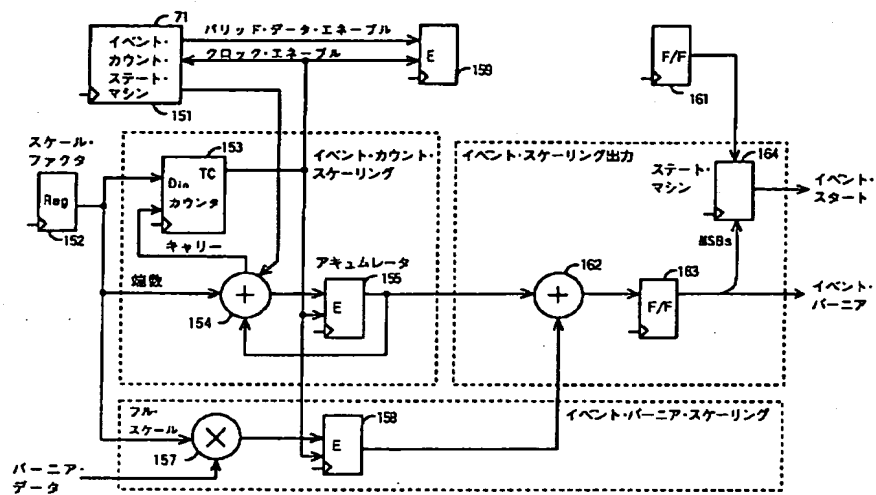 71
イベント・
カウント・
ステート・
マシン
151
バリッド・データ・エネーブル
クロック・エネーブル
E
159
F/F
161
スケール・
ファクタ
Reg
152
153
TC
Din
カウンタ
イベント・カウント・
スケーリング
キャリー
端数
+
154
アキュムレータ
155
E
イベント・スケーリング出力
ステート・
マシン
164
イベント・
スタート
MSBs
162
+
163
F/F
イベント・
バーニア
フル・
スケール
×
157
158
E
イベント・バーニア・スケーリング
バーニア・
データ